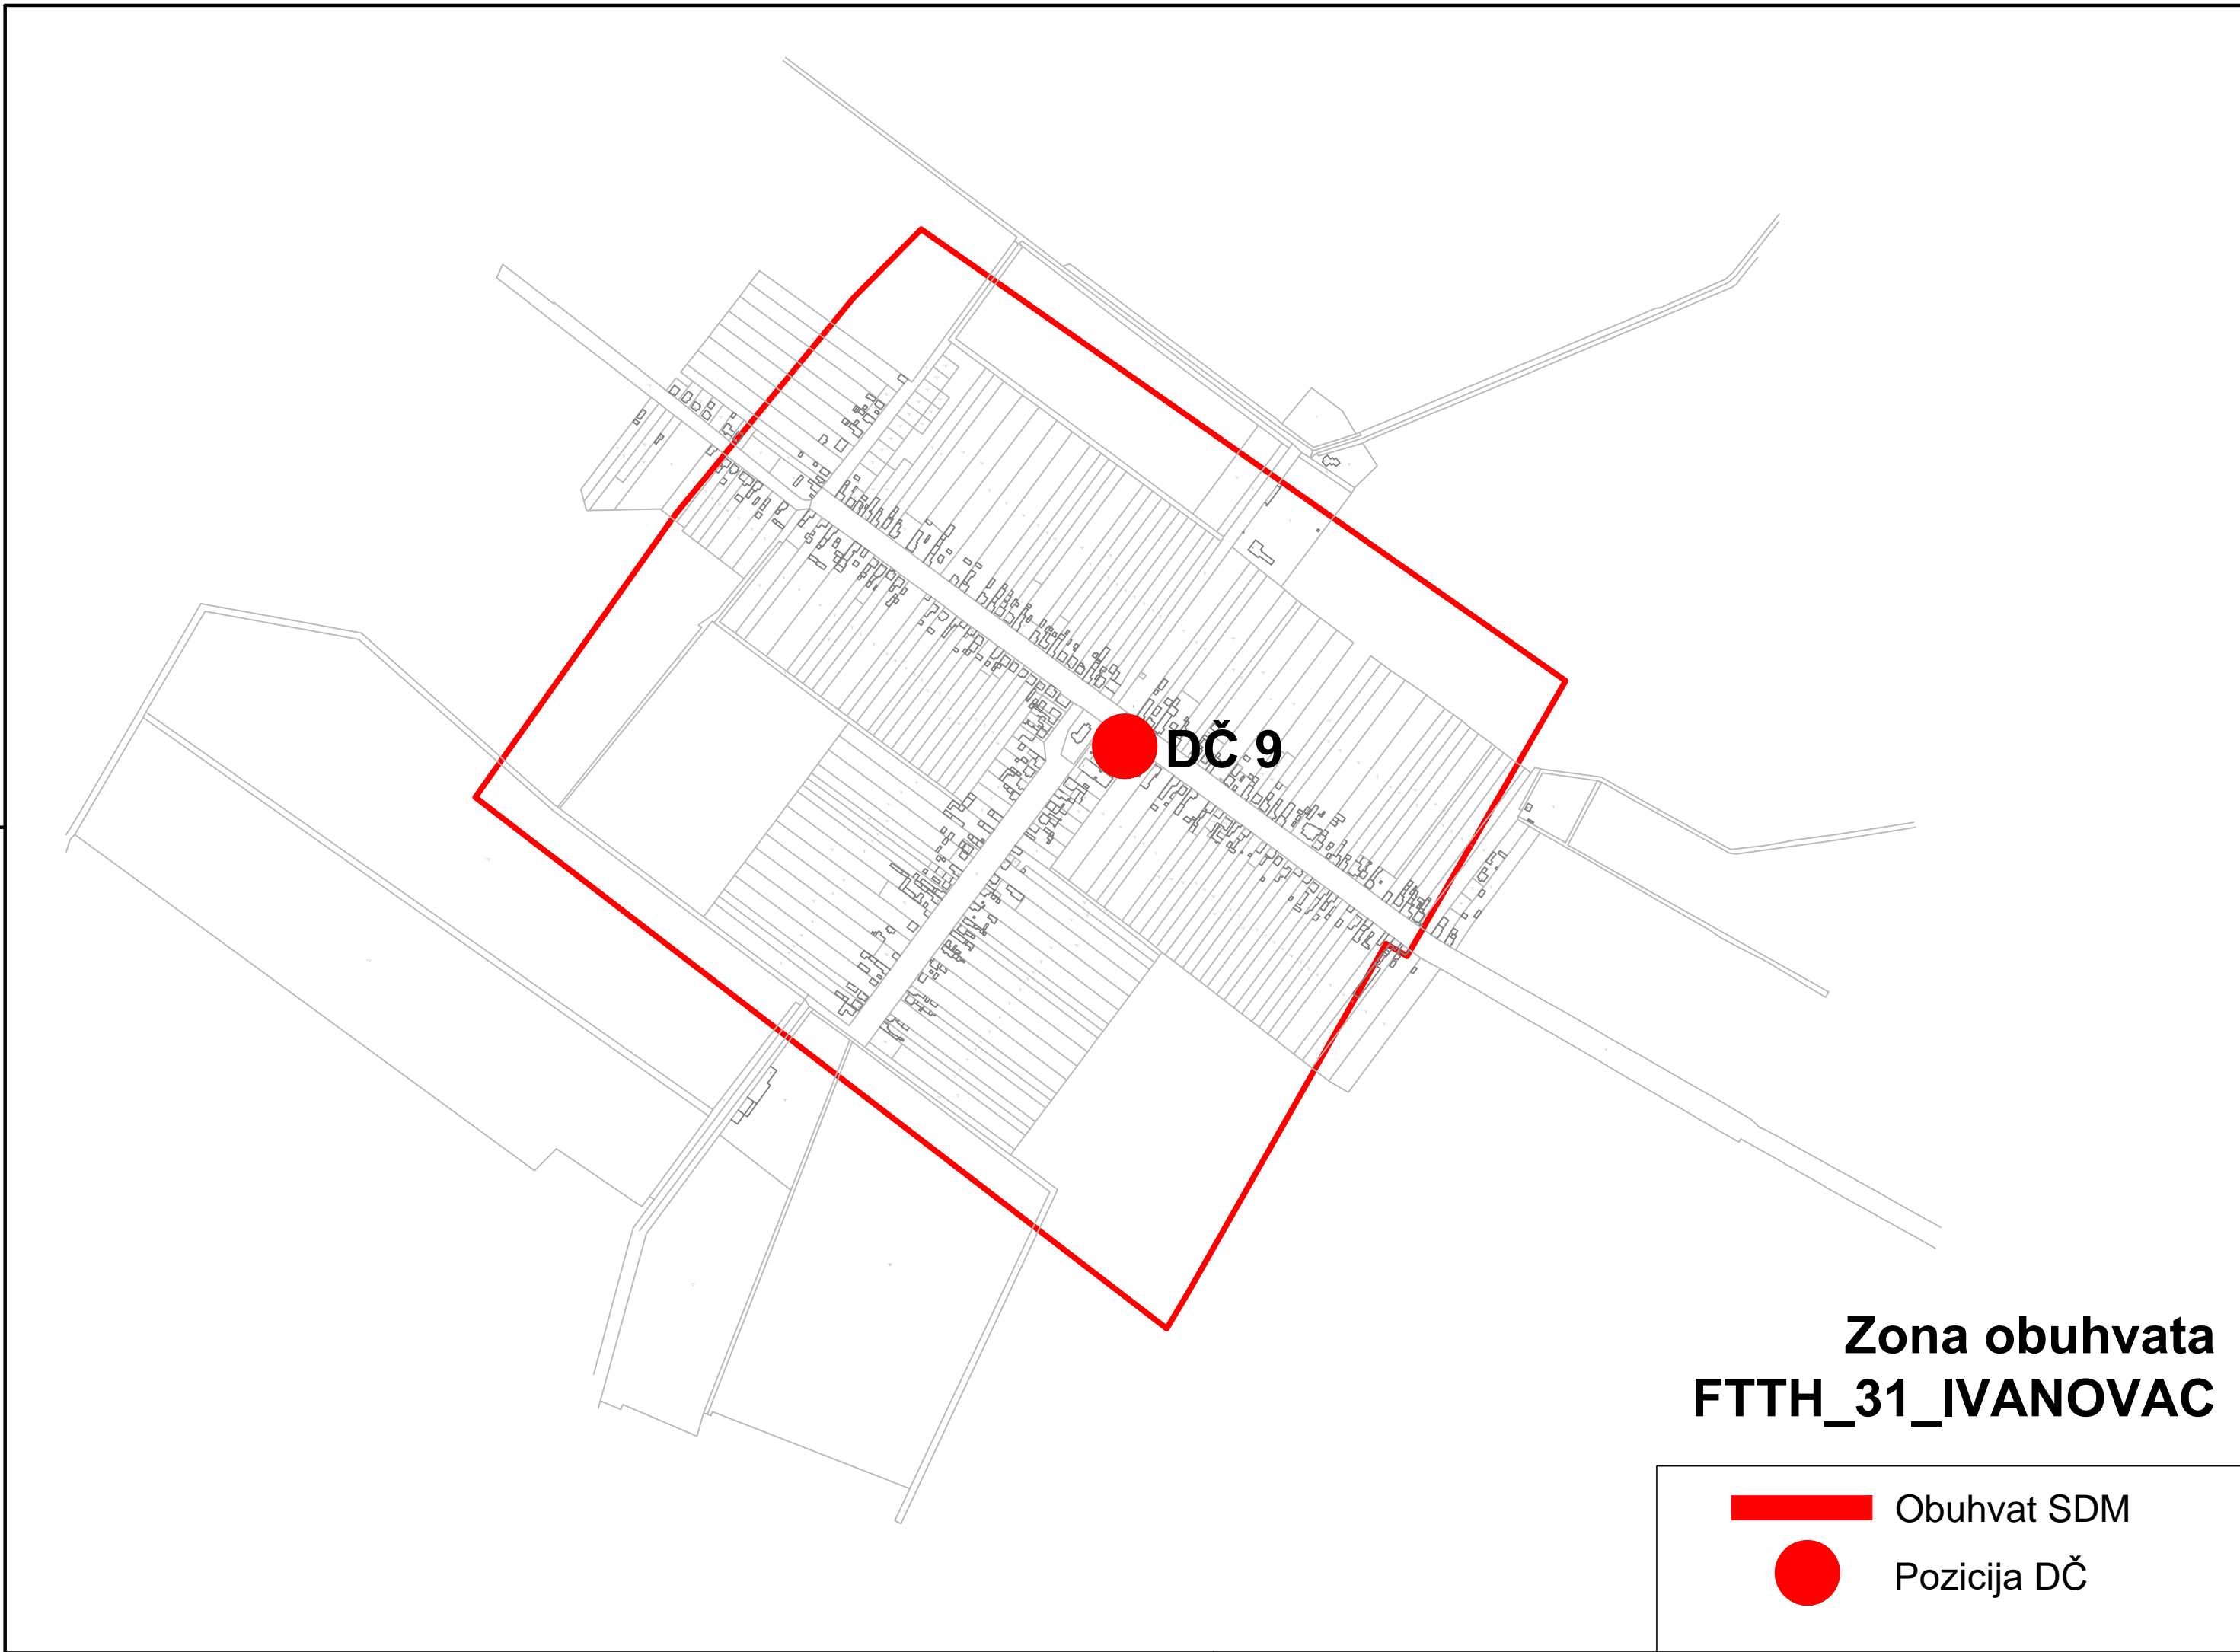 DČ 9
Zona obuhvata
FTTH_31_IVANOVAC
Obuhvat SDM
Pozicija DČ